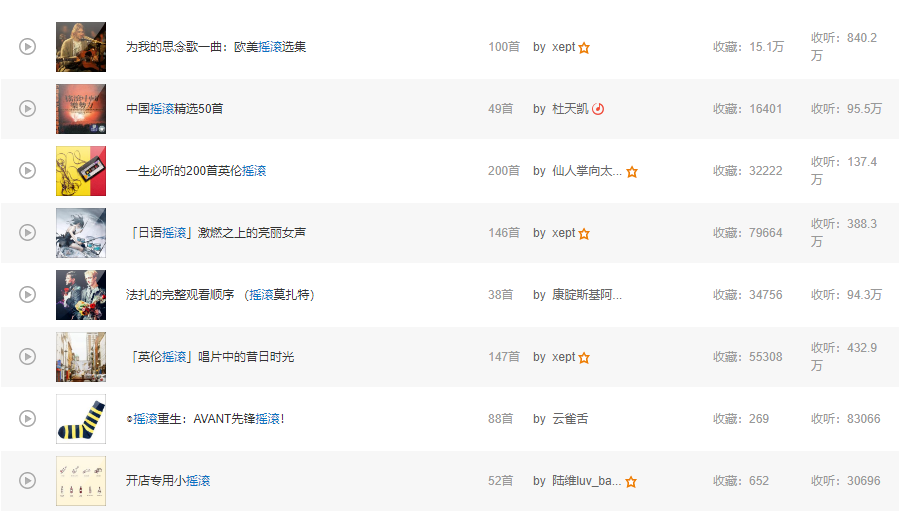 为我的思念歌一曲：欧美摇滚选集 100首 by xept 收藏：15.1万 收听：840.2万
中国摇滚精选50首 49首 by 杜天凯 收藏：16401 收听：95.5万
一生必听的200首英伦摇滚 200首 by 仙人掌向太... 收藏：32222 收听：137.4万
「日语摇滚」激燃之上的亮丽女声 146首 by xept 收藏：79664 收听：388.3万
法扎的完整观看顺序 （摇滚莫扎特） 38首 by 康腚斯基阿... 收藏：34756 收听：94.3万
「英伦摇滚」唱片中的昔日时光 147首 by xept 收藏：55308 收听：432.9万
摇滚重生：AVANT先锋摇滚！ 88首 by 云雀舌 收藏：269 收听：83066
开店专用小摇滚 52首 by 陆维luv_ba... 收藏：652 收听：30696